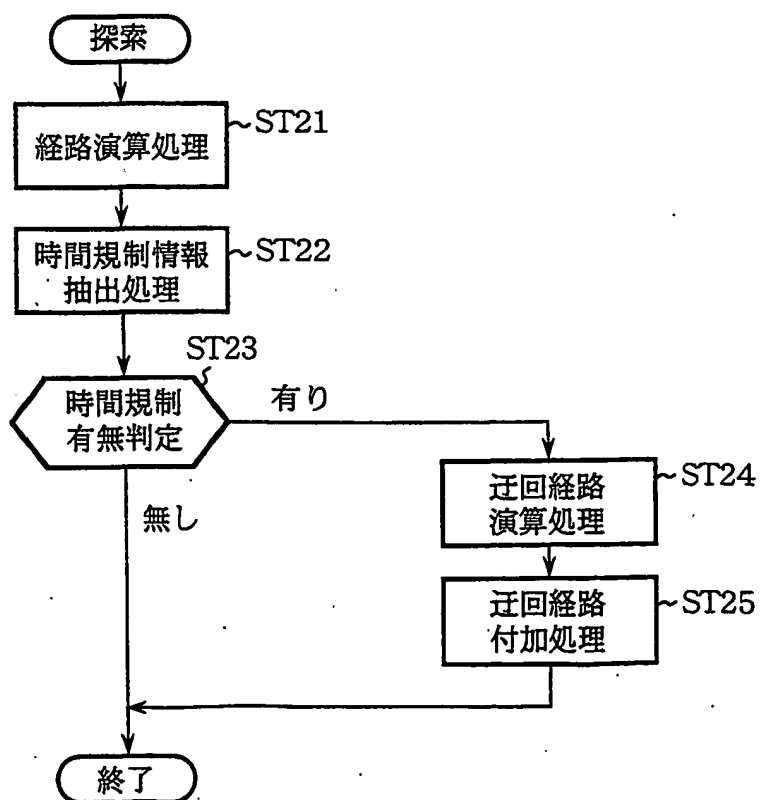 探索
経路演算処理
ST21
時間規制情報
抽出処理
ST22
ST23
時間規制
有無判定
有り
無し
迂回経路
演算処理
ST24
迂回経路
付加処理
ST25
終了